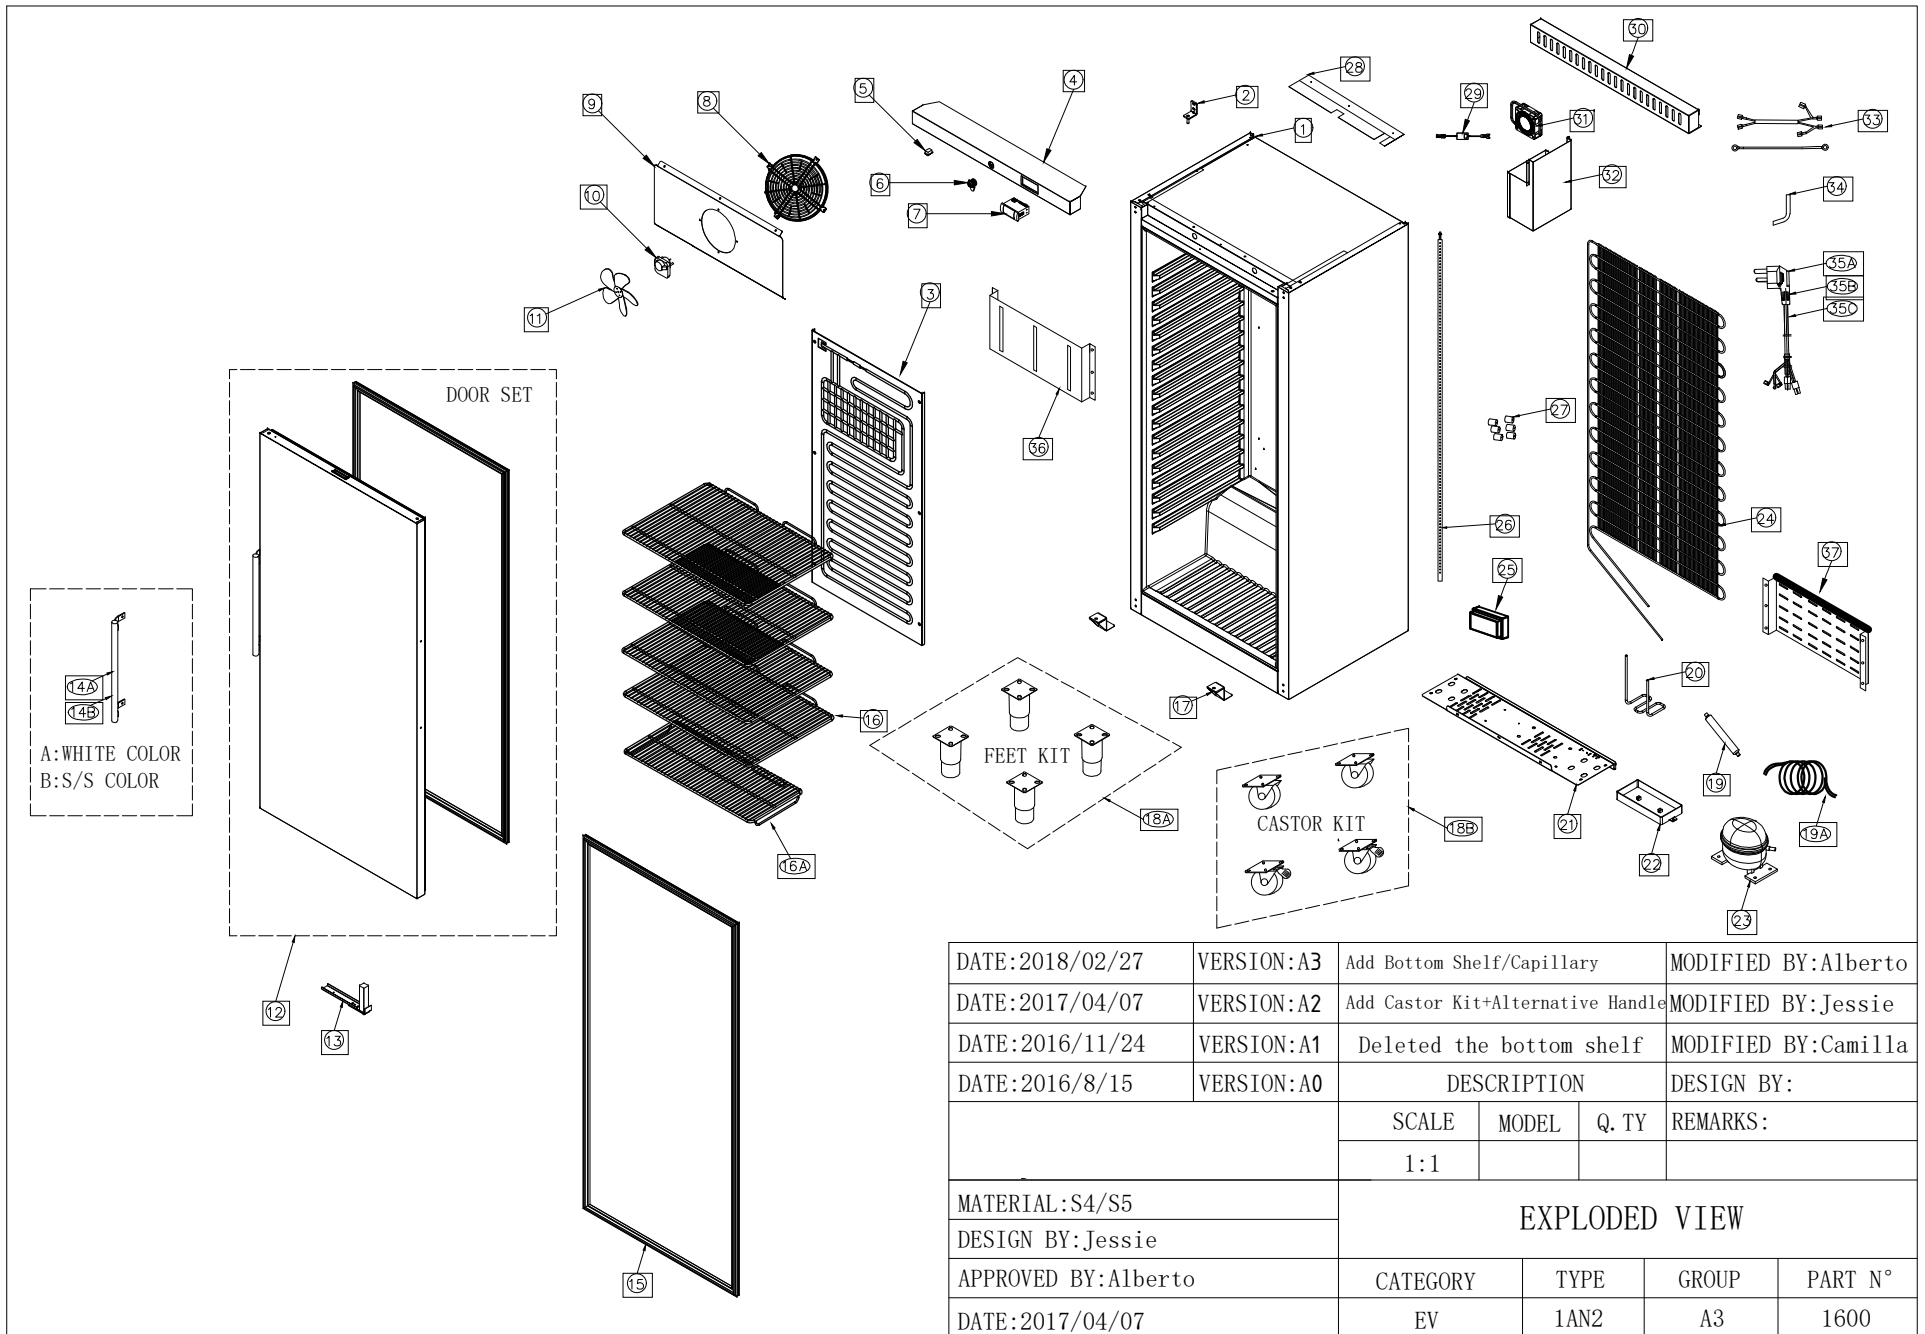 30
4
28
5
8
2
29
9
31
33
1
6
10
32
34
7
35A
3
35B
11
35C
DOOR SET
27
36
24
26
37
25
20
14A
17
14B
16
A:WHITE COLOR
FEET KIT
B:S/S COLOR
19
18A
CASTOR KIT
18B
21
19A
16A
22
23
12
13
15
DATE:2018/02/27 VERSION:A3 Add Bottom Shelf/Capillary MODIFIED BY:Alberto
DATE:2017/04/07 VERSION:A2 Add Castor Kit+Alternative Handle MODIFIED BY:Jessie
DATE:2016/11/24 VERSION:A1 Deleted the bottom shelf MODIFIED BY:Camilla
DATE:2016/8/15 VERSION:A0 DESCRIPTION DESIGN BY:
SCALE MODEL Q.TY REMARKS:
1:1
MATERIAL:S4/S5
EXPLODED VIEW
DESIGN BY:Jessie
APPROVED BY:Alberto CATEGORY TYPE GROUP PART N°
DATE:2017/04/07 EV 1AN2 A3 1600